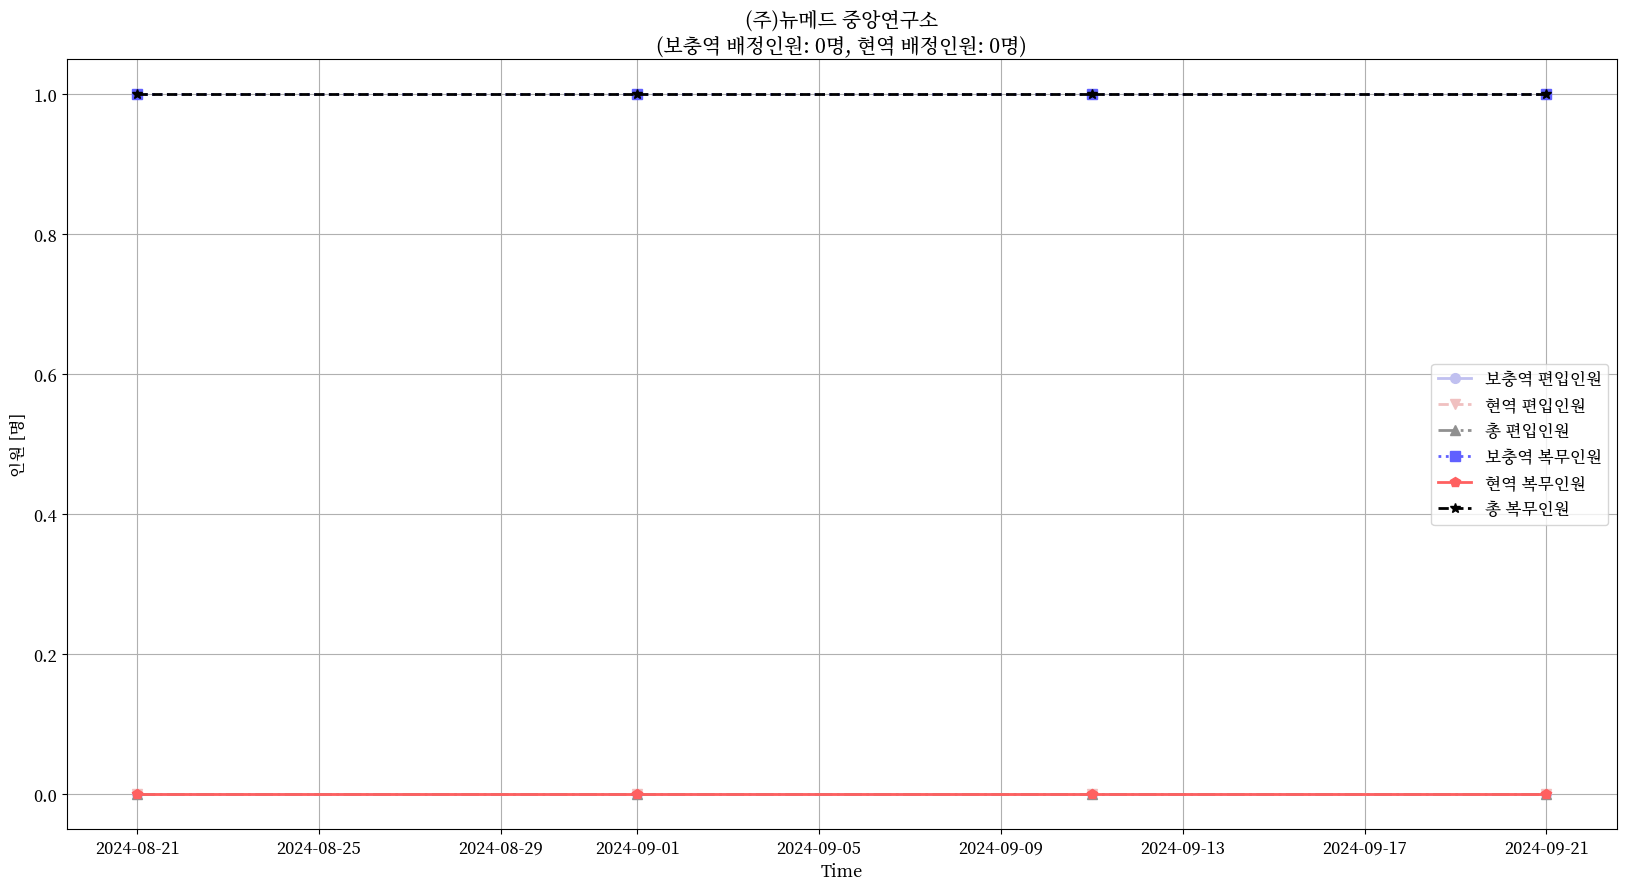 (주)뉴메드 중앙연구소
(보충역 배정인원: 0명, 현역 배정인원: 0명)
1.0
0.8
0.6
0.4
0.2
0.0
인원 [명]
보충역 편입인원
현역 편입인원
총 편입인원
보충역 복무인원
현역 복무인원
총 복무인원
2024-08-21 2024-08-25 2024-08-29 2024-09-01 2024-09-05 2024-09-09 2024-09-13 2024-09-17 2024-09-21
Time